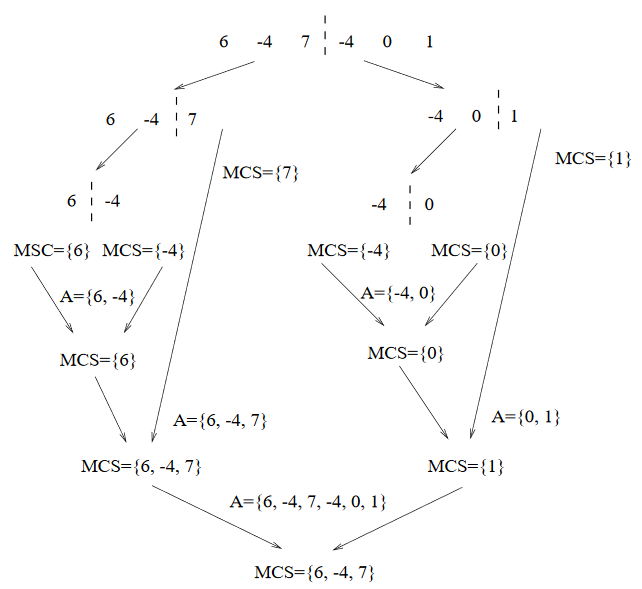 6 -4 7 -4 0 1
6 -4 7
-4 0 1
MCS={7}
MCS={1}
6 -4
-4 0
MSC={6} MCS={-4}
MCS={-4} MCS={0}
A={6, -4}
A={-4, 0}
MCS={6}
MCS={0}
A={6, -4, 7}
A={0, 1}
MCS={6, -4, 7}
MCS={1}
A={6, -4, 7, -4, 0, 1}
MCS={6, -4, 7}